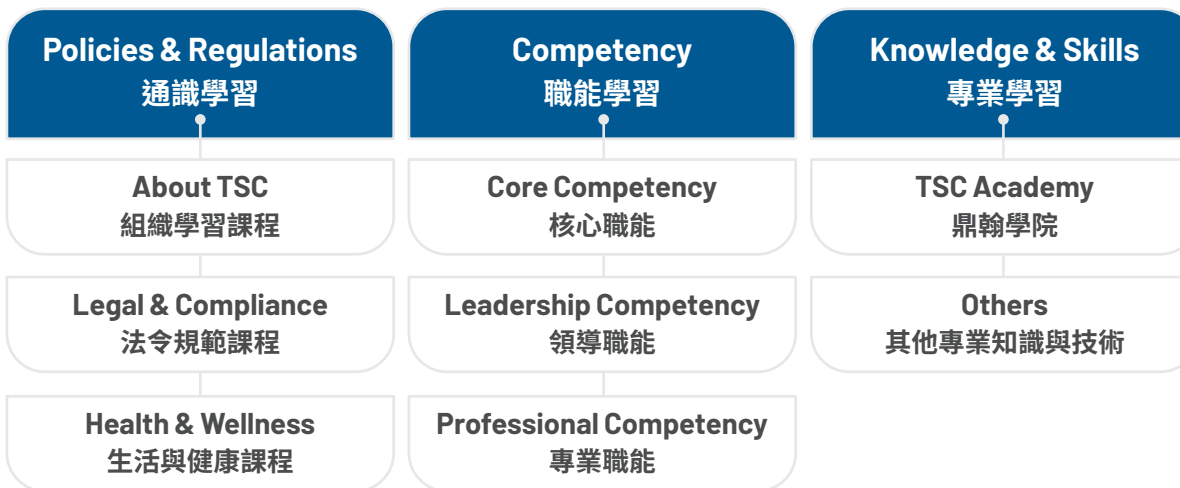 Policies & Regulations
通識學習
About TSC
組織學習課程
Legal & Compliance
法令規範課程
Health & Wellness
生活與健康課程
Competency
職能學習
Core Competency
核心職能
Leadership Competency
領導職能
Professional Competency
專業職能
Knowledge & Skills
專業學習
TSC Academy
鼎翰學院
Others
其他專業知識與技術